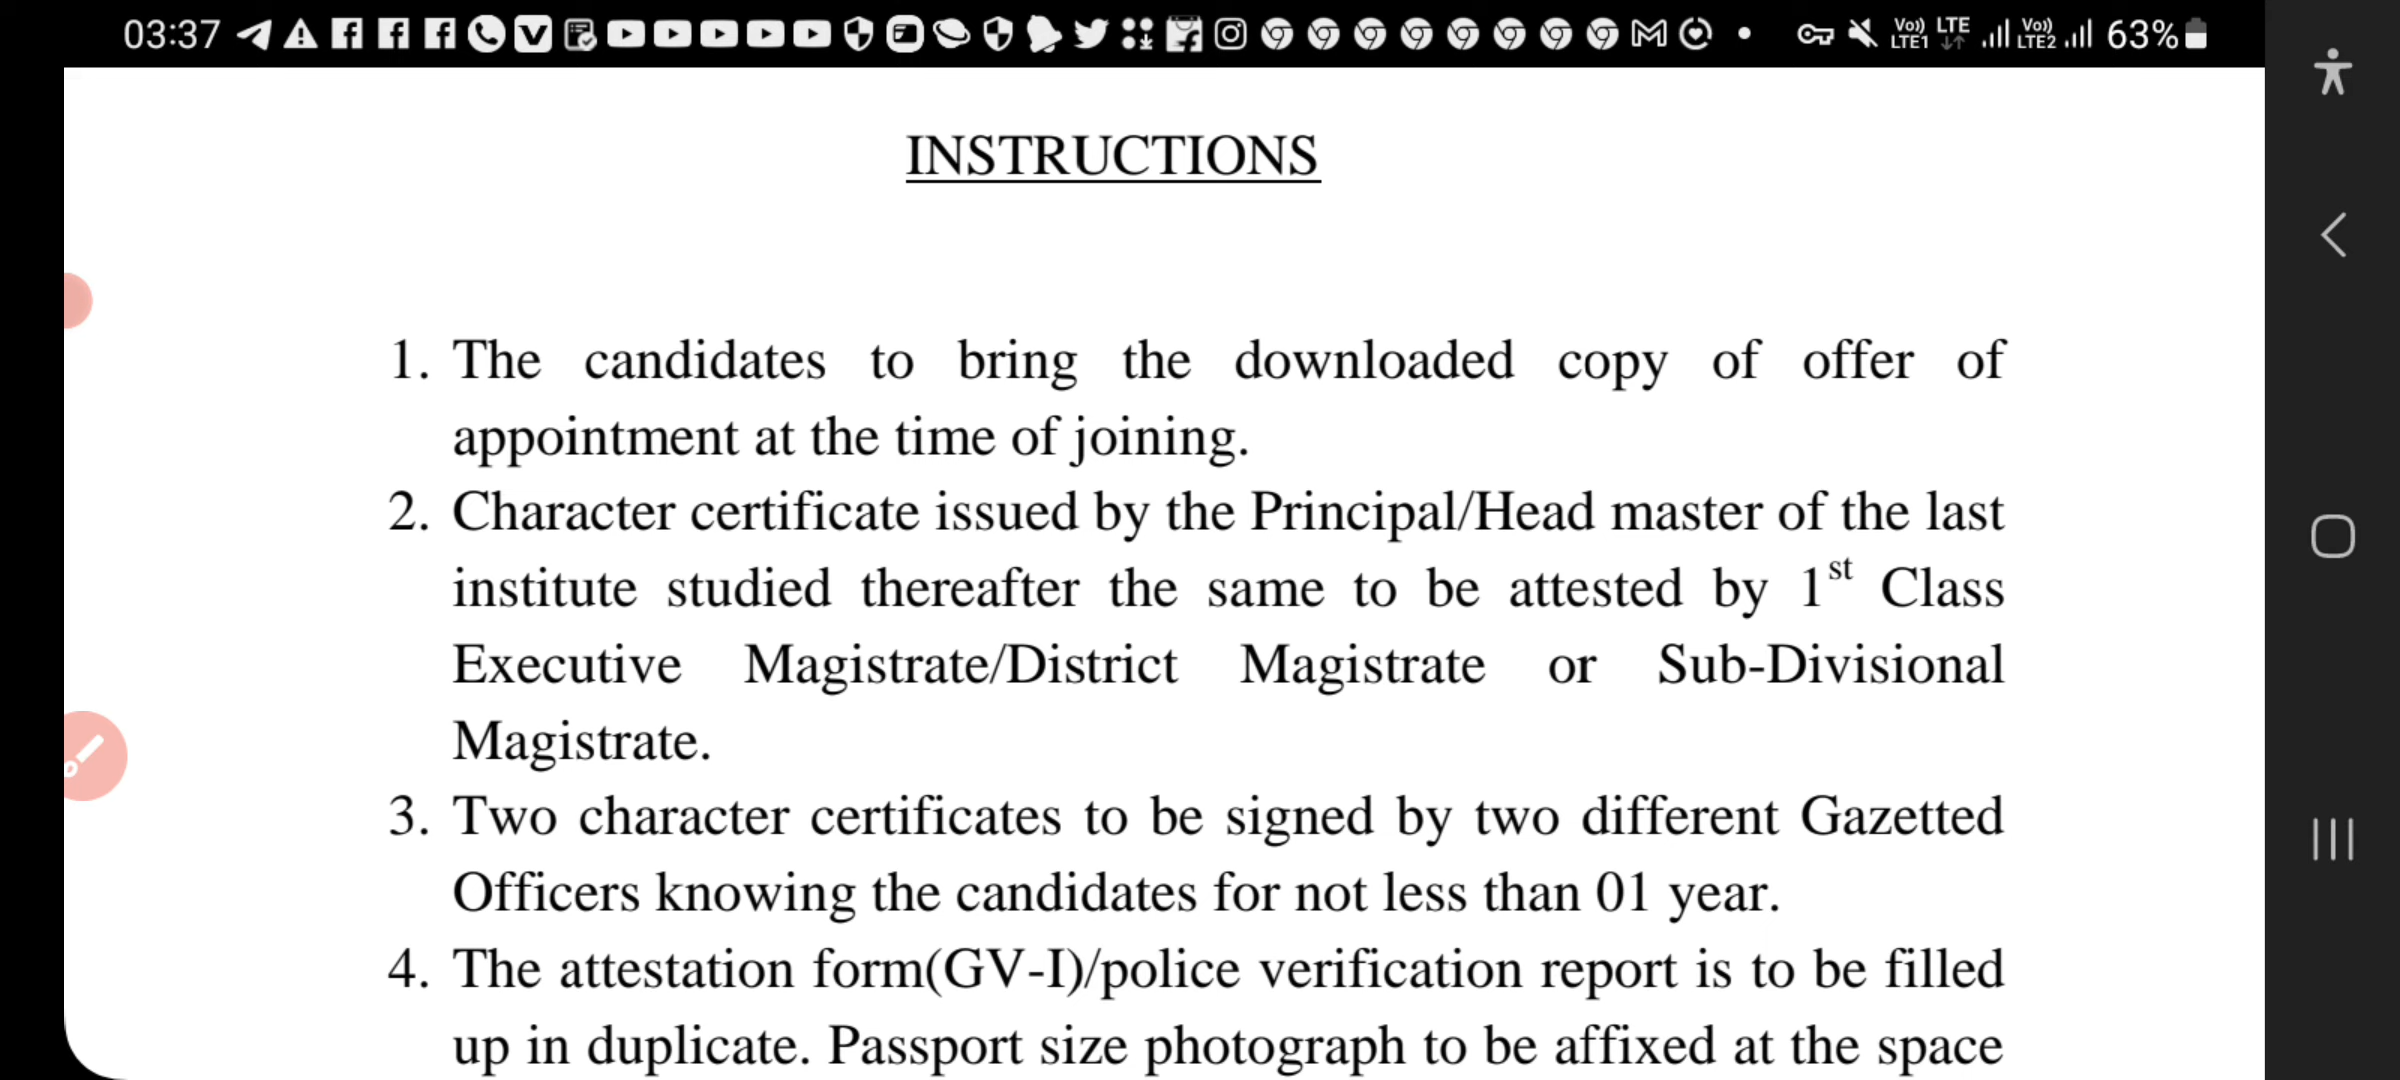 03:37
Vo)) LTE Vo)) 63%
LTE1 LTE2
INSTRUCTIONS
1. The candidates to bring the downloaded copy of offer of
appointment at the time of joining.
2. Character certificate issued by the Principal/Head master of the last
institute studied thereafter the same to be attested by 1st Class
Executive Magistrate/District Magistrate or Sub-Divisional
Magistrate.
3. Two character certificates to be signed by two different Gazetted
Officers knowing the candidates for not less than 01 year.
4. The attestation form(GV-I)/police verification report is to be filled
up in duplicate. Passport size photograph to be affixed at the space